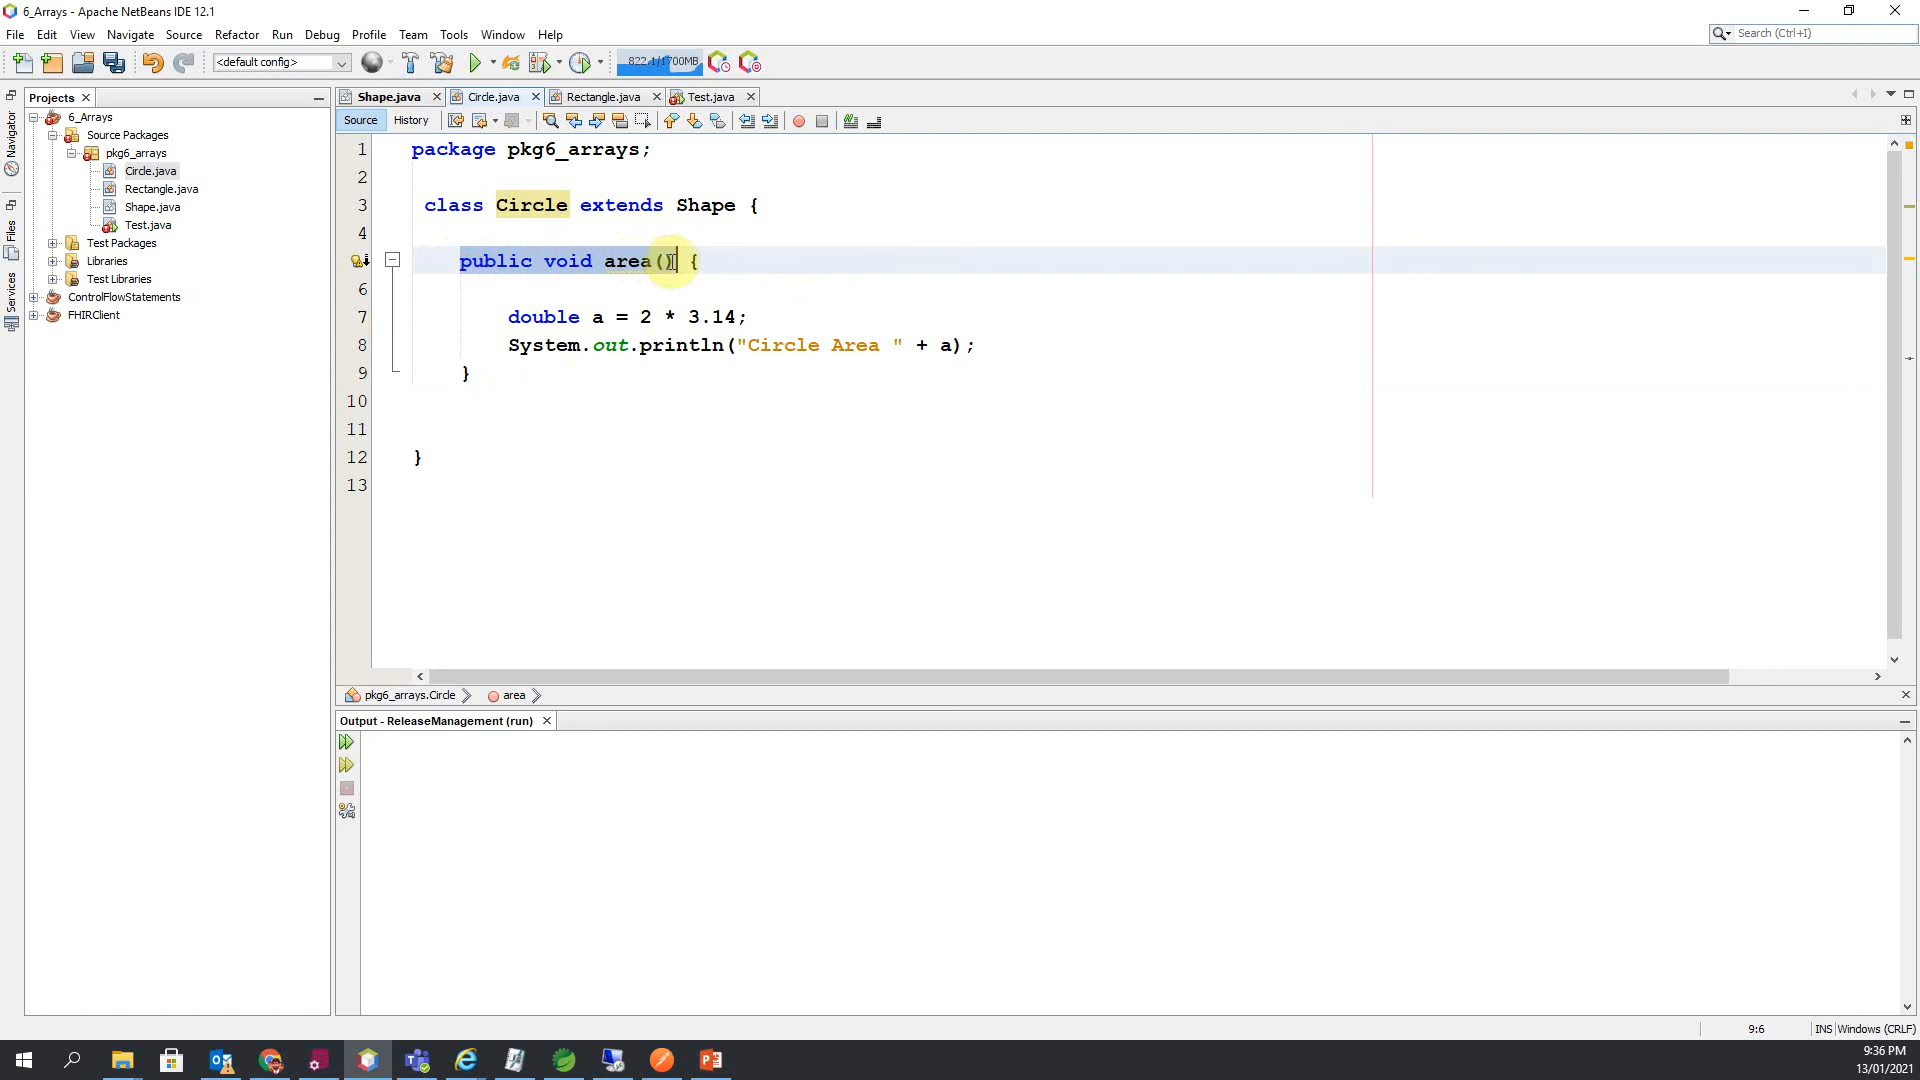 6_Arrays - Apache NetBeans IDE 12.1
File Edit View Navigate Source Refactor Run Debug Profile Team Tools Window Help
Search (Ctrl+I)
<default config>
822.1/1700MB
Projects
Shape.java Circle.java Rectangle.java Test.java
Source History
Navigator
Files
Services
6_Arrays
Source Packages
pkg6_arrays
Circle.java
Rectangle.java
Shape.java
Test.java
Test Packages
Libraries
Test Libraries
ControlFlowStatements
FHIRClient
1 package pkg6_arrays;
2
3 class Circle extends Shape {
4
public void area() {
6
7 double a = 2 * 3.14;
8 System.out.println("Circle Area " + a);
9 }
10
11
12 }
13
pkg6_arrays.Circle area
Output - ReleaseManagement (run)
9:6 INS Windows (CRLF)
9:36 PM
13/01/2021